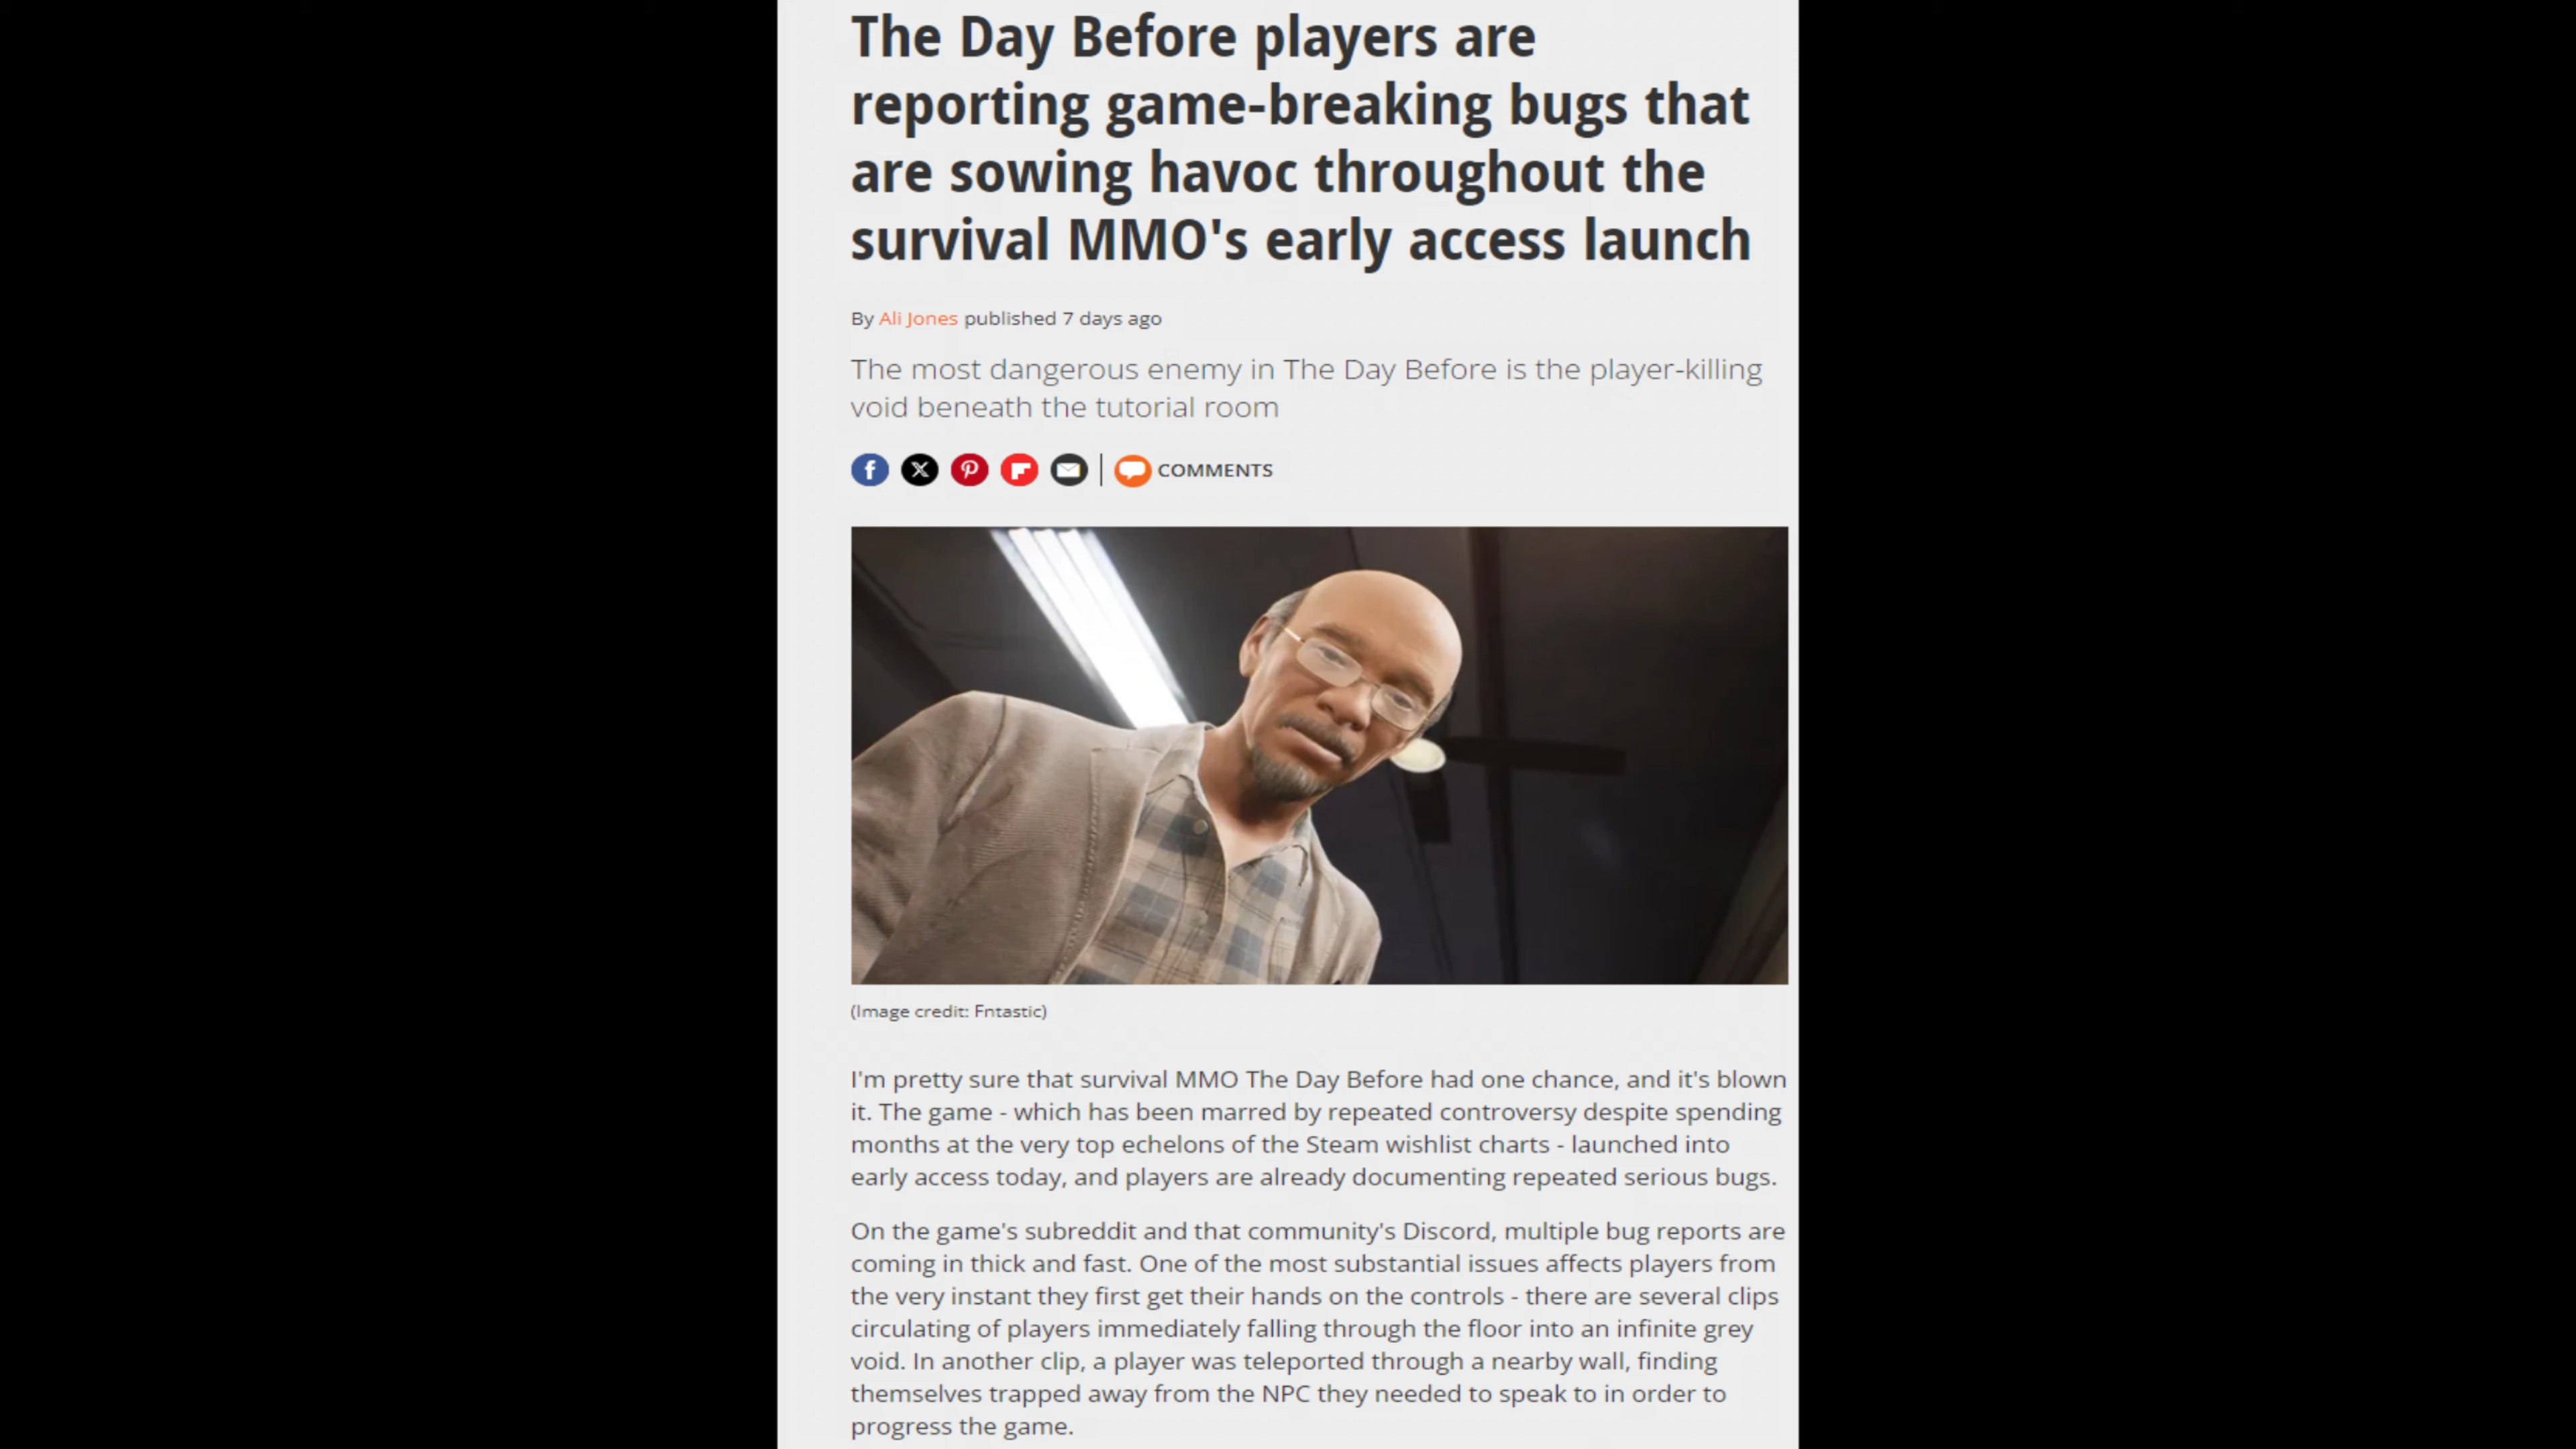 The Day Before players are
reporting game-breaking bugs that
are sowing havoc throughout the
survival MMO's early access launch
By Ali Jones published 7 days ago
The most dangerous enemy in The Day Before is the player-killing
void beneath the tutorial room
COMMENTS
(Image credit: Fntastic)
I'm pretty sure that survival MMO The Day Before had one chance, and it's blown
it. The game - which has been marred by repeated controversy despite spending
months at the very top echelons of the Steam wishlist charts - launched into
early access today, and players are already documenting repeated serious bugs.
On the game's subreddit and that community's Discord, multiple bug reports are
coming in thick and fast. One of the most substantial issues affects players from
the very instant they first get their hands on the controls - there are several clips
circulating of players immediately falling through the floor into an infinite grey
void. In another clip, a player was teleported through a nearby wall, finding
themselves trapped away from the NPC they needed to speak to in order to
progress the game.